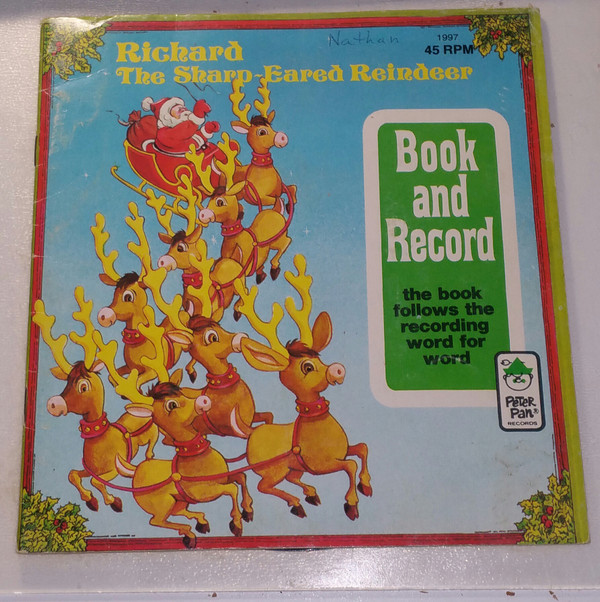 Nathan
1997
45 RPM
Richard
The Sharp-Eared Reindeer
Book
and
Record
the book
follows the
recording
word for
word
PETER
PAN®
RECORDS